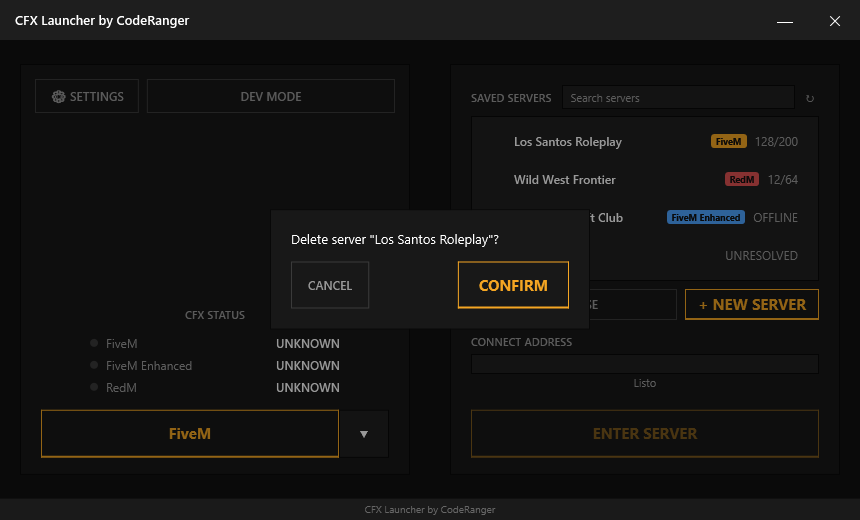 CFX Launcher by CodeRanger
SETTINGS
DEV MODE
SAVED SERVERS
Search servers
Los Santos Roleplay
FiveM
128/200
Wild West Frontier
RedM
12/64
Club
FiveM Enhanced
OFFLINE
UNRESOLVED
Delete server "Los Santos Roleplay"?
CANCEL
CONFIRM
+ NEW SERVER
CFX STATUS
FiveM
UNKNOWN
FiveM Enhanced
UNKNOWN
RedM
UNKNOWN
FiveM
▼
CONNECT ADDRESS
Listo
ENTER SERVER
CFX Launcher by CodeRanger